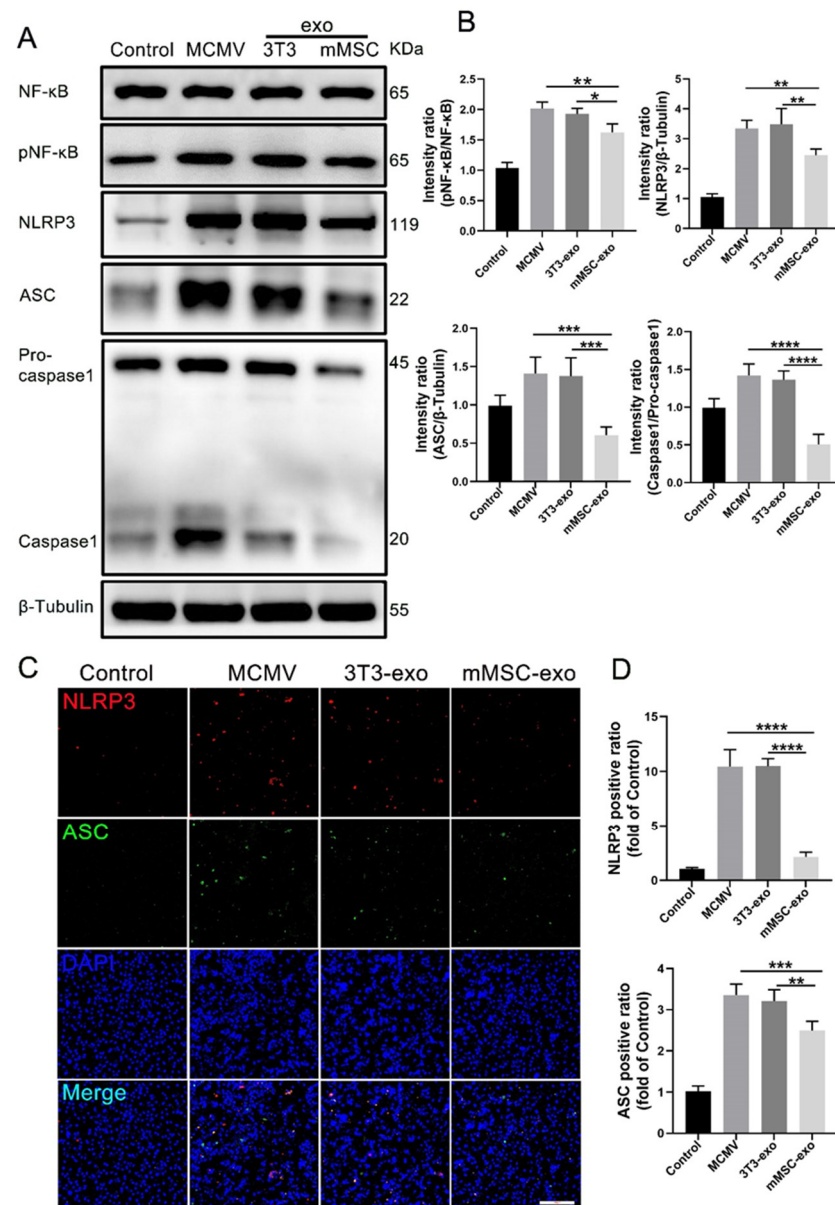 A
exo
Control MCMV 3T3 mMSC KDa
NF-κB 65
pNF-κB 65
NLRP3 119
ASC 22
Pro-
caspase1 45
Caspase1 20
β-Tubulin 55
B
Intensity ratio
(pNF-κB/NF-κB)
2.5
2.0
1.5
1.0
0.5
0.0
**
*
Control MCMV 3T3-exo mMSC-exo
Intensity ratio
(NLRP3/β-Tubulin)
5
4
3
2
1
0
**
**
Control MCMV 3T3-exo mMSC-exo
Intensity ratio
(ASC/β-Tubulin)
2.0
1.5
1.0
0.5
0.0
***
***
Control MCMV 3T3-exo mMSC-exo
Intensity ratio
(Caspase1/Pro-caspase1)
2.0
1.5
1.0
0.5
0.0
****
****
Control MCMV 3T3-exo mMSC-exo
C
Control MCMV 3T3-exo mMSC-exo
NLRP3
ASC
DAPI
Merge
D
NLRP3 positive ratio
(fold of Control)
15
10
5
0
****
****
Control MCMV 3T3-exo mMSC-exo
ASC positive ratio
(fold of Control)
4
3
2
1
0
***
**
Control MCMV 3T3-exo mMSC-exo